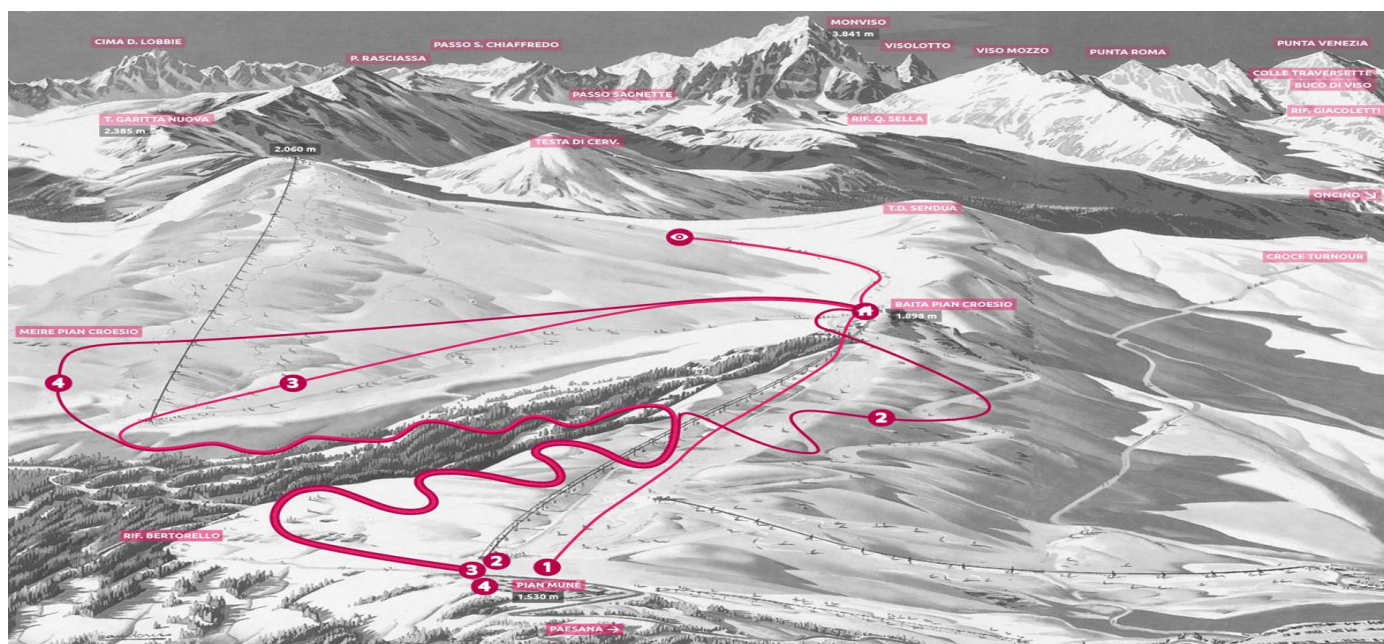 MONVISO
3.841 m
CIMA D. LOBBIE
PASSO S. CHIAFFREDO
VISOLOTTO
PUNTA VENEZIA
P. RASCIASSA
VISO MOZZO
PUNTA ROMA
COLLE TRAVERSETTE
BUCO DI VISO
PASSO SAGNETTE
RIF. GIACOLETTI
T. GARITTA NUOVA
2.385 m
RIF. Q. SELLA
TESTA DI CERV.
2.060 m
ONCINO
T.D. SENDUA
CROCE TURNOUR
BAITA PIAN CROESIO
1.898 m
MEIRE PIAN CROESIO
4
3
2
RIF. BERTORELLO
2
3
1
4
PIAN MUNÈ
1.530 m
PAESANA →